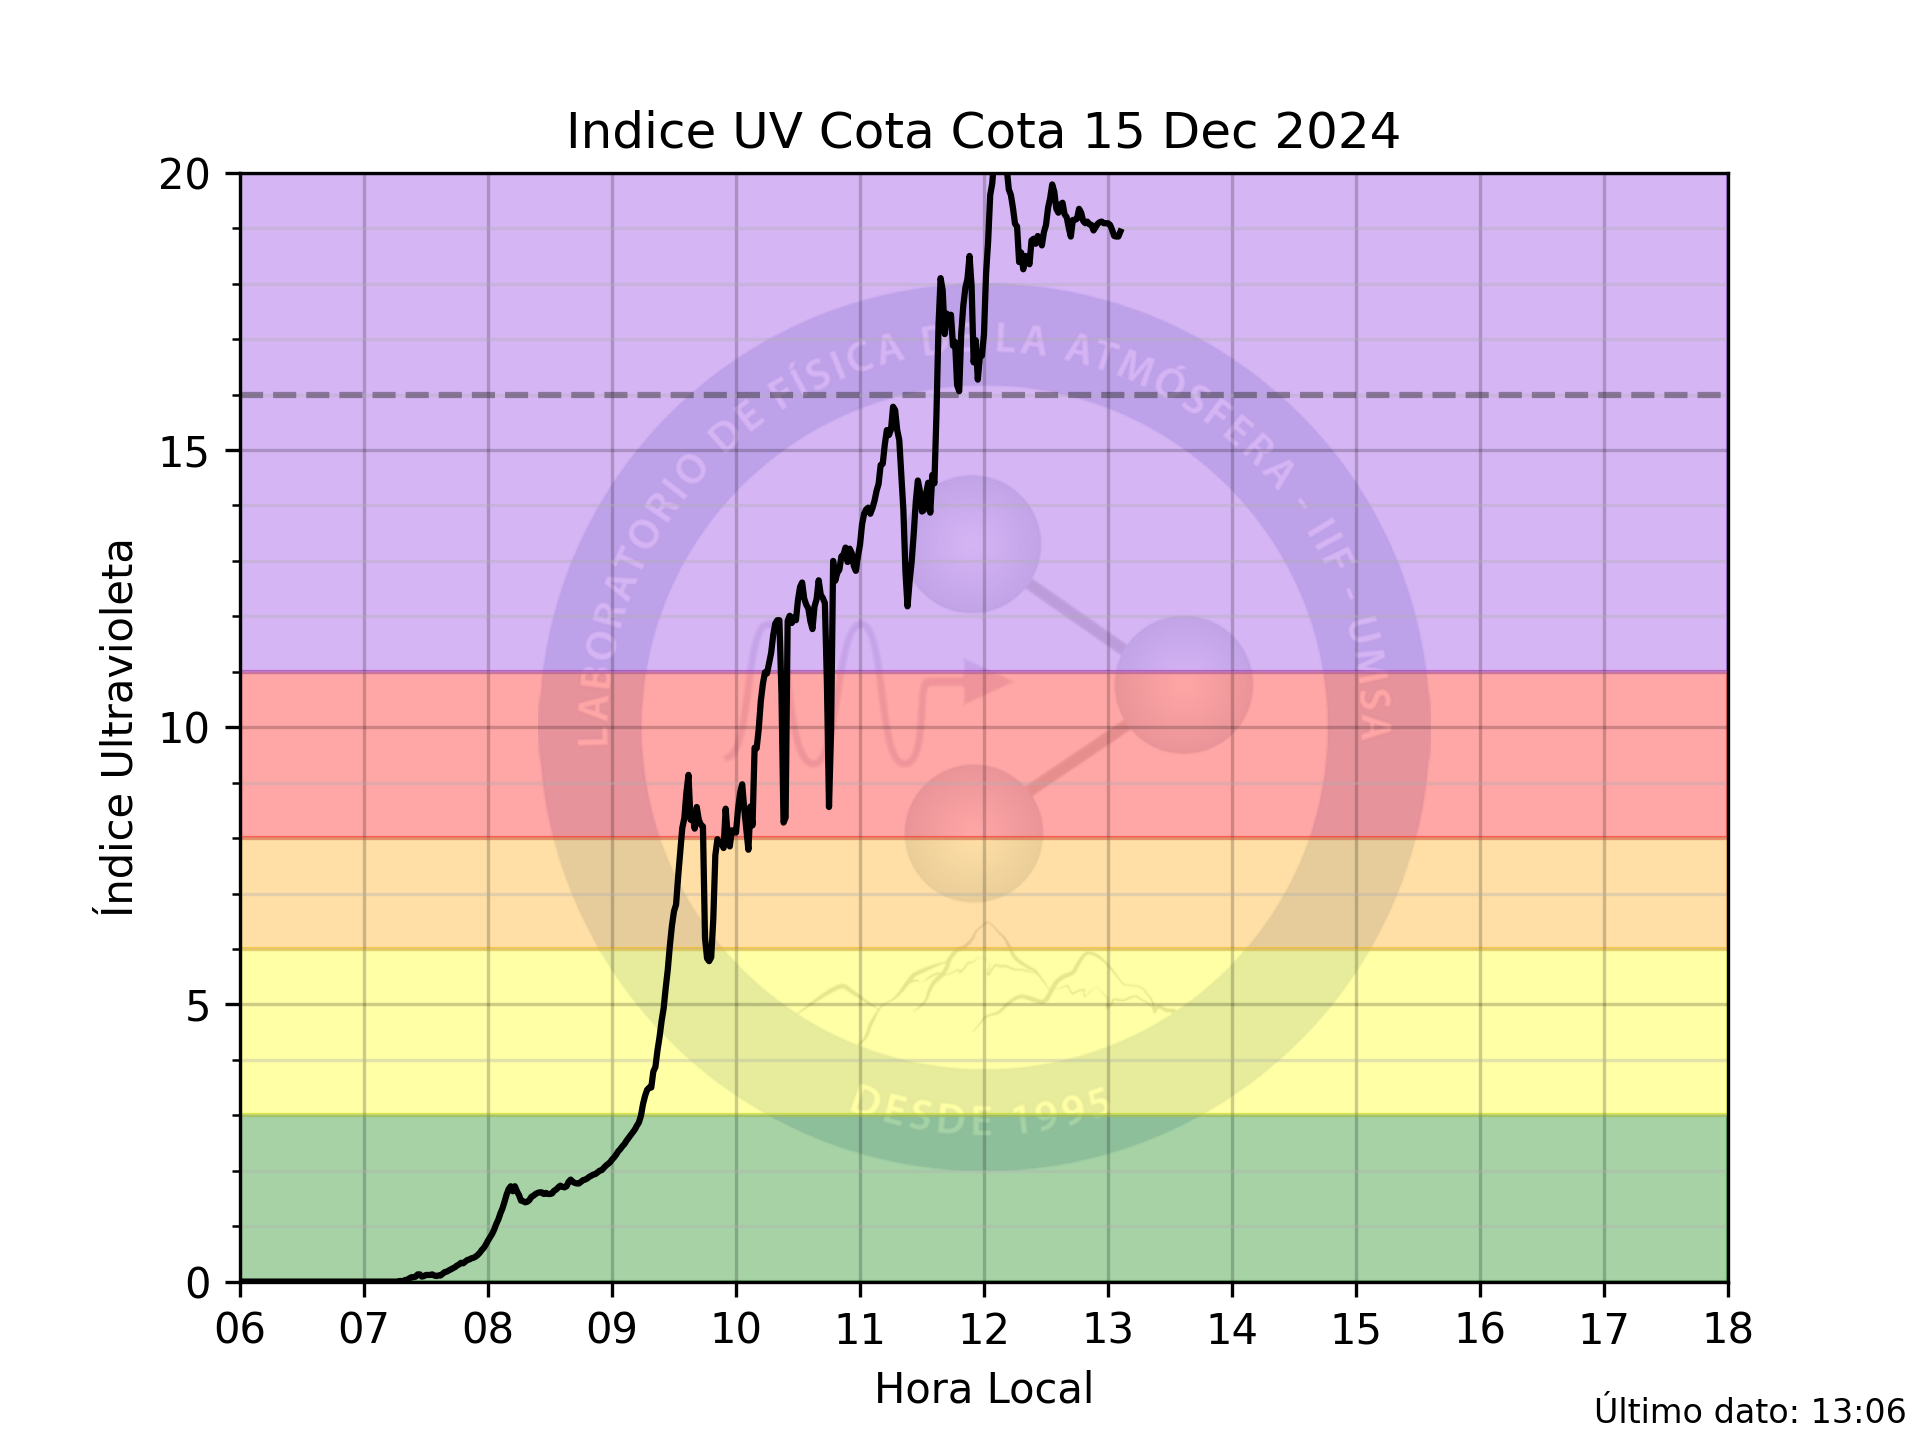 Indice UV Cota Cota 15 Dec 2024
20
15
10
5
0
Índice Ultravioleta
LABORATORIO DE FÍSICA DE LA ATMÓSFERA - IIF - UMSA
DESDE 1995
06 07 08 09 10 11 12 13 14 15 16 17 18
Hora Local
Último dato: 13:06